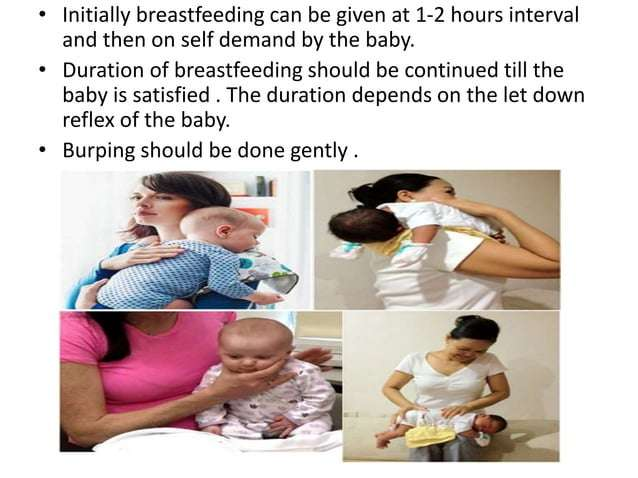 • Initially breastfeeding can be given at 1-2 hours interval
and then on self demand by the baby.
• Duration of breastfeeding should be continued till the
baby is satisfied . The duration depends on the let down
reflex of the baby.
• Burping should be done gently .